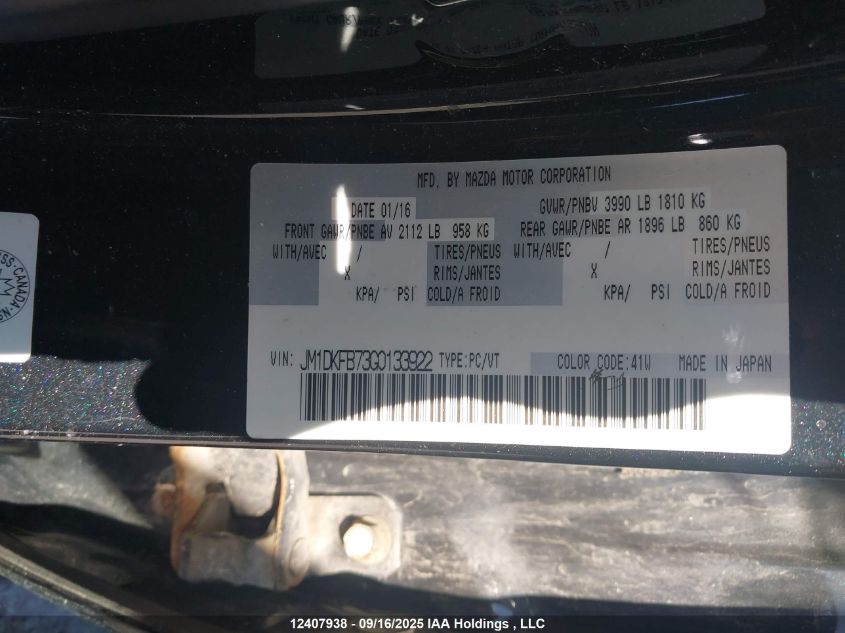 MFD. BY MAZDA MOTOR CORPORATION
DATE 01/16 GVWR/PNBV 3990 LB 1810 KG
FRONT GAWR/PNBE AV 2112 LB 958 KG REAR GAWR/PNBE AR 1896 LB 860 KG
WITH/AVEC / TIRES/PNEUS WITH/AVEC / TIRES/PNEUS
X RIMS/JANTES X RIMS/JANTES
KPA/ PSI COLD/A FROID KPA/ PSI COLD/A FROID
VIN: JM1DKFB73G0133922 TYPE:PC/VT COLOR CODE:41W MADE IN JAPAN
12407938 - 09/16/2025 IAA Holdings , LLC